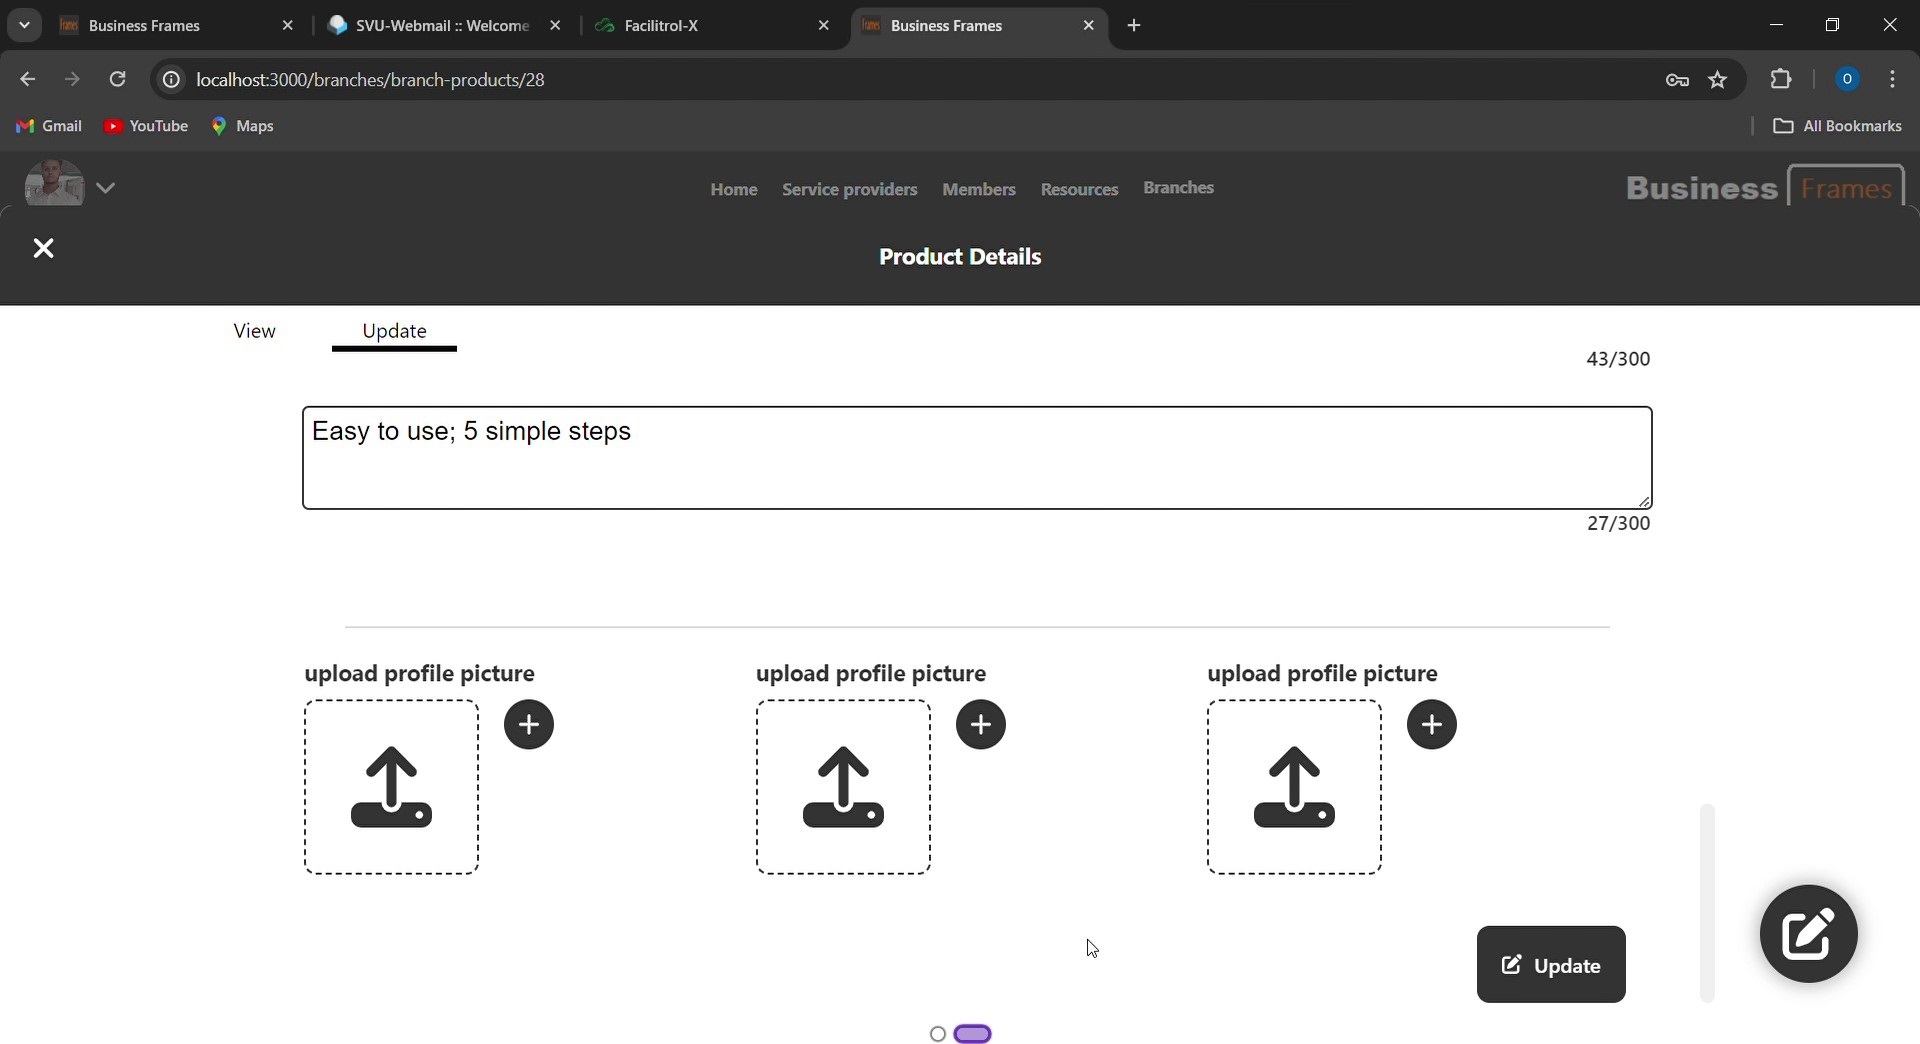 Business Frames
SVU-Webmail :: Welcome
Facilitrol-X
Business Frames
localhost:3000/branches/branch-products/28
O
Gmail
YouTube
Maps
All Bookmarks
Home
Service providers
Members
Resources
Branches
Business Frames
Product Details
View
Update
43/300
Easy to use; 5 simple steps
27/300
upload profile picture
upload profile picture
upload profile picture
Update